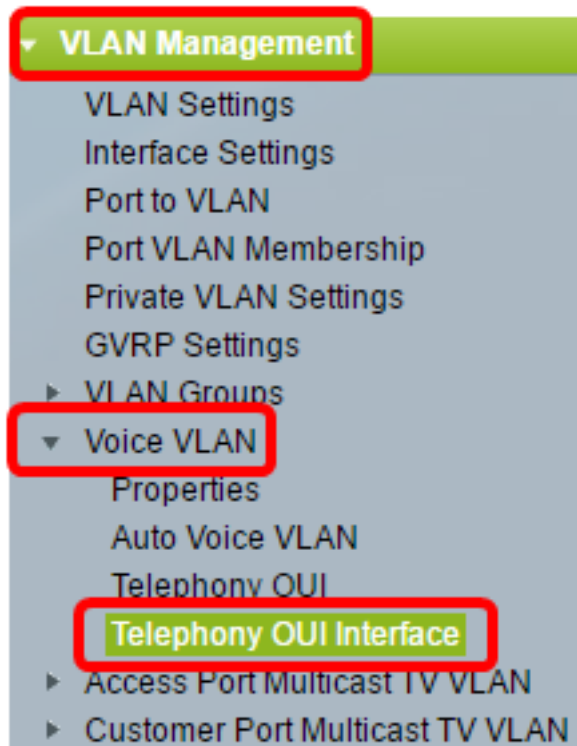 VLAN Management
VLAN Settings
Interface Settings
Port to VLAN
Port VLAN Membership
Private VLAN Settings
GVRP Settings
VLAN Groups
Voice VLAN
Properties
Auto Voice VLAN
Telephony OUI
Telephony OUI Interface
Access Port Multicast TV VLAN
Customer Port Multicast TV VLAN